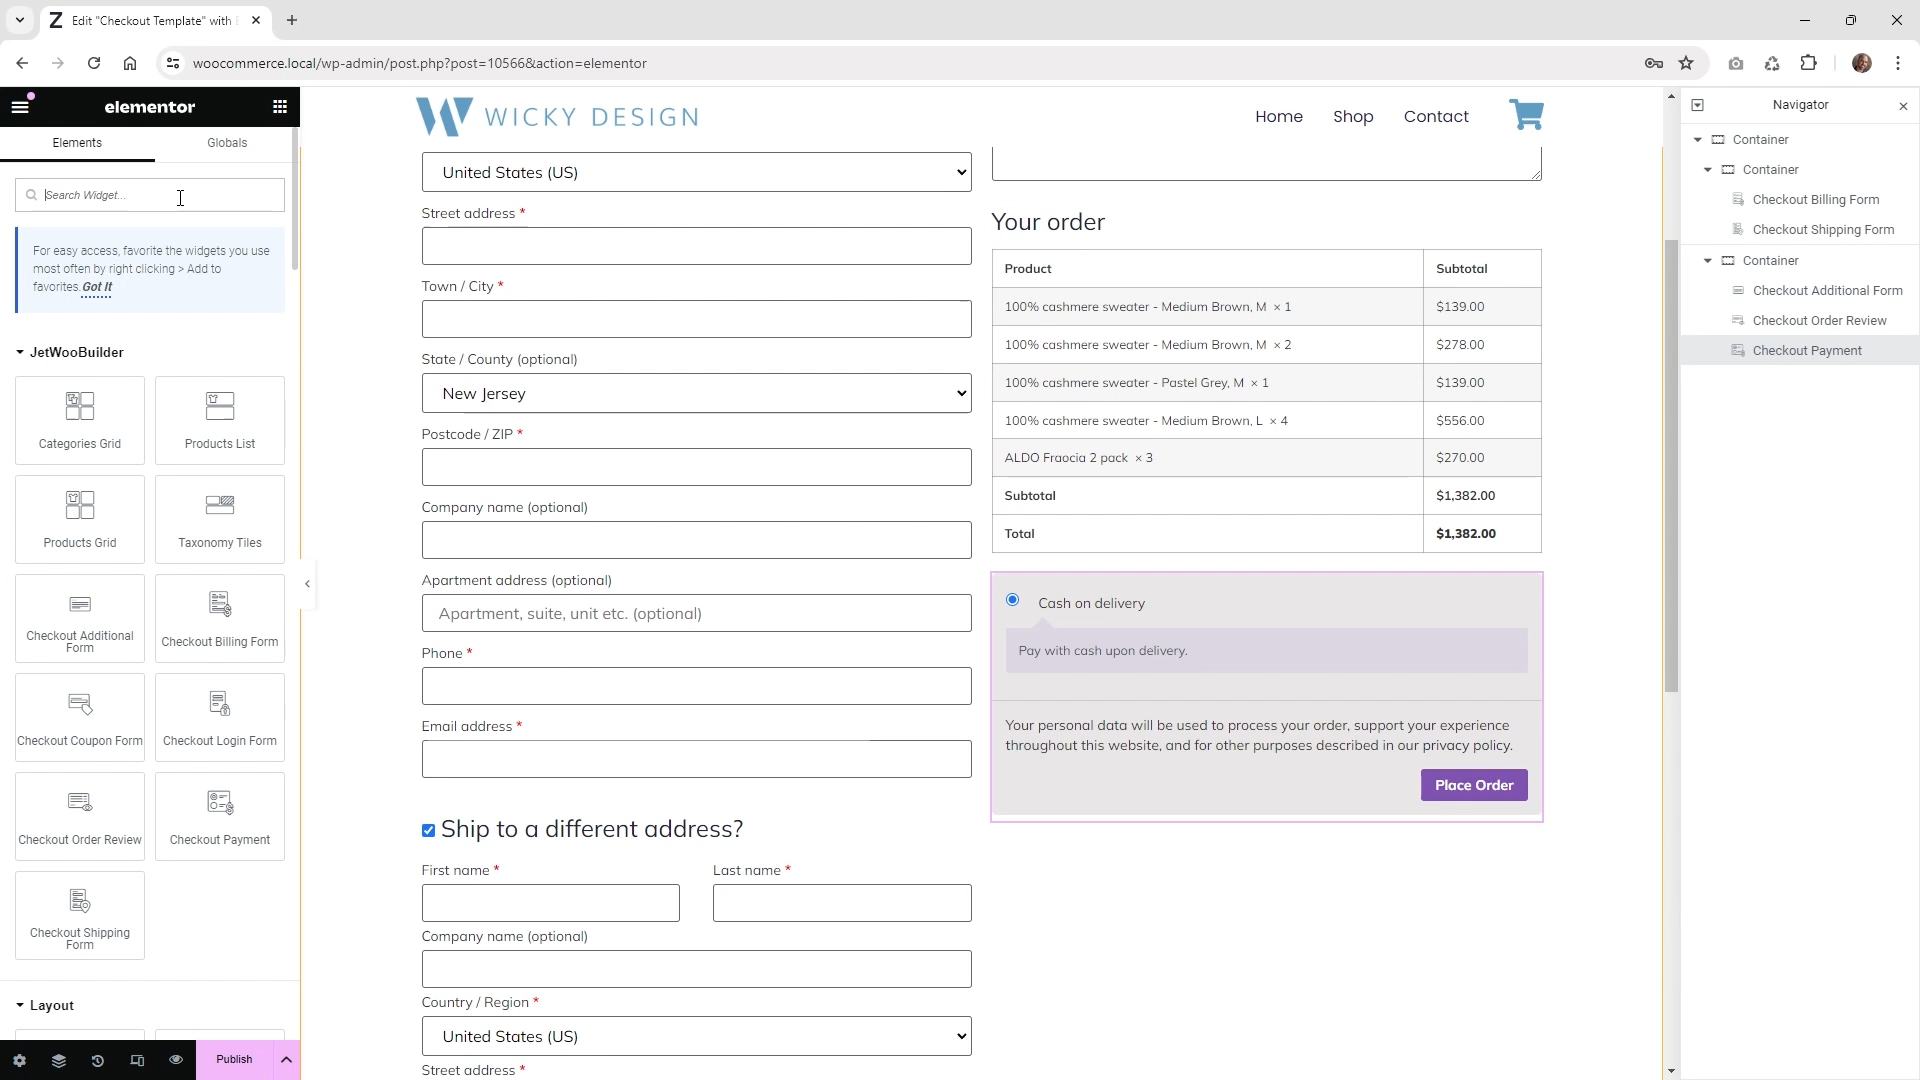 Edit "Checkout Template" with
woocommerce.local/wp-admin/post.php?post=10566&action=elementor
elementor
Elements
Globals
Search Widget...
For easy access, favorite the widgets you use
most often by right clicking > Add to
favorites. Got It
JetWooBuilder
Categories Grid
Products List
Products Grid
Taxonomy Tiles
Checkout Additional
Form
Checkout Billing Form
Checkout Coupon Form
Checkout Login Form
Checkout Order Review
Checkout Payment
Checkout Shipping
Form
Layout
Publish
WICKY DESIGN
Home
Shop
Contact
United States (US)
Street address *
Town / City *
State / County (optional)
New Jersey
Postcode / ZIP *
Company name (optional)
Apartment address (optional)
Apartment, suite, unit etc. (optional)
Phone *
Email address *
Ship to a different address?
First name *
Last name *
Company name (optional)
Country / Region *
United States (US)
Street address *
Your order
Product
Subtotal
100% cashmere sweater - Medium Brown, M × 1
$139.00
100% cashmere sweater - Medium Brown, M × 2
$278.00
100% cashmere sweater - Pastel Grey, M × 1
$139.00
100% cashmere sweater - Medium Brown, L × 4
$556.00
ALDO Fraocia 2 pack × 3
$270.00
Subtotal
$1,382.00
Total
$1,382.00
Cash on delivery
Pay with cash upon delivery.
Your personal data will be used to process your order, support your experience
throughout this website, and for other purposes described in our privacy policy.
Place Order
Navigator
Container
Container
Checkout Billing Form
Checkout Shipping Form
Container
Checkout Additional Form
Checkout Order Review
Checkout Payment